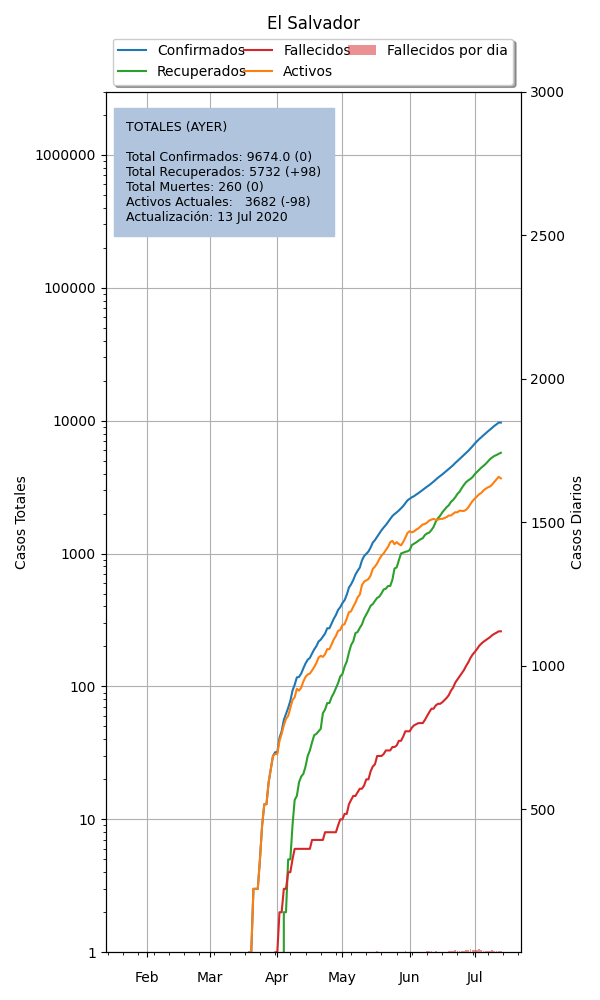 El Salvador
Confirmados Fallecidos Fallecidos por dia
Recuperados Activos
TOTALES (AYER)
Total Confirmados: 9674.0 (0)
Total Recuperados: 5732 (+98)
Total Muertes: 260 (0)
Activos Actuales: 3682 (-98)
Actualización: 13 Jul 2020
Casos Totales
1000000
100000
10000
1000
100
10
1
Feb Mar Apr May Jun Jul
3000
2500
2000
1500
1000
500
Casos Diarios